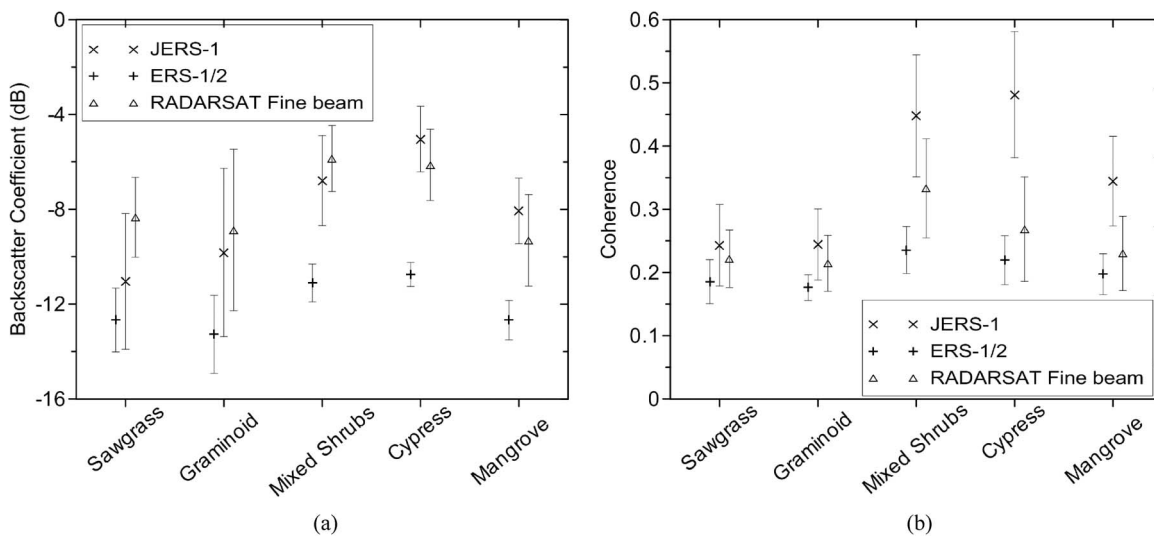 0
-4
-8
-12
-16
Backscatter Coefficient (dB)
JERS-1
ERS-1/2
RADARSAT Fine beam
Sawgrass
Graminoid
Mixed Shrubs
Cypress
Mangrove
(a)
0.6
0.5
0.4
0.3
0.2
0.1
0
Coherence
JERS-1
ERS-1/2
RADARSAT Fine beam
Sawgrass
Graminoid
Mixed Shrubs
Cypress
Mangrove
(b)